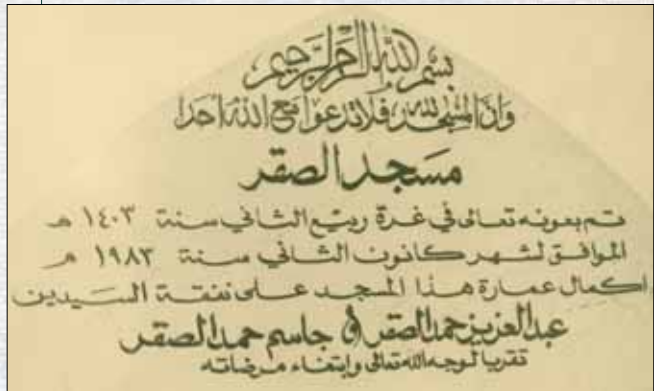 بسم الله الرحمن الرحيم
وأن المساجد لله فلا تدعوا مع الله أحدا
مسجد الصقر
تم بعونه تعالى في غرة ربيع الثاني سنة ١٤٠٣ هـ
الموافق لشهر كانون الثاني سنة ١٩٨٣ م
اكمال عمارة هذا المسجد على نفقة السيدين
عبدالعزيز حمد الصقر و جاسم حمد الصقر
تقربا لوجه الله تعالى وابتغاء مرضاته